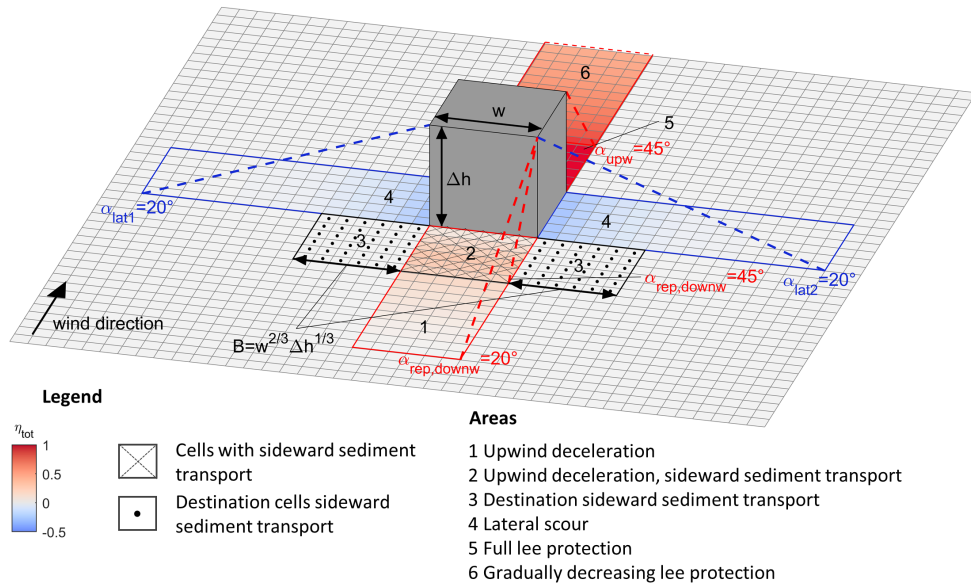 6
w
5
α_upw=45°
Δh
4
4
α_lat1=20°
3
2
3
α_rep,downw=45°
α_lat2=20°
wind direction
1
B=w^2/3Δh^1/3
α_rep,downw=20°
Legend
Areas
η_tot
1
0.5
0
-0.5
Cells with sideward sediment
transport
Destination cells sideward
sediment transport
1 Upwind deceleration
2 Upwind deceleration, sideward sediment transport
3 Destination sideward sediment transport
4 Lateral scour
5 Full lee protection
6 Gradually decreasing lee protection